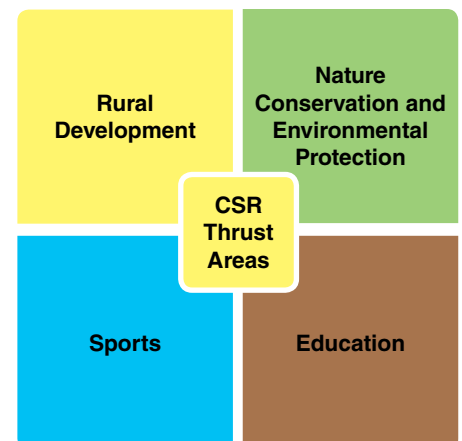 Rural
Development
Nature
Conservation and
Environmental
Protection
CSR
Thrust
Areas
Sports
Education